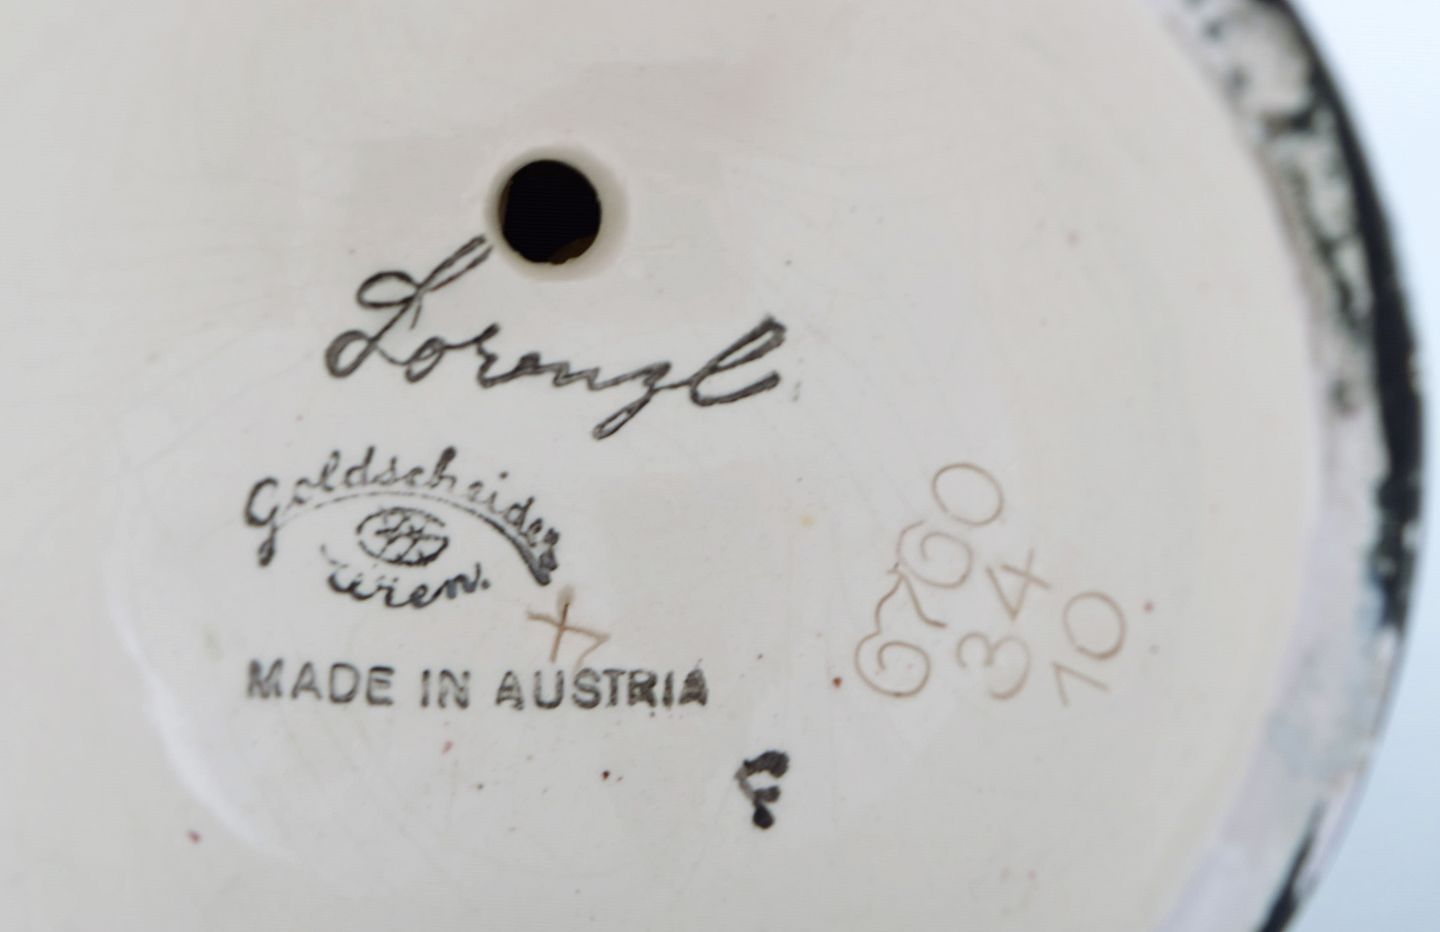 Lorenzl
Goldscheider
Wien.
X
MADE IN AUSTRIA
6760
34
10